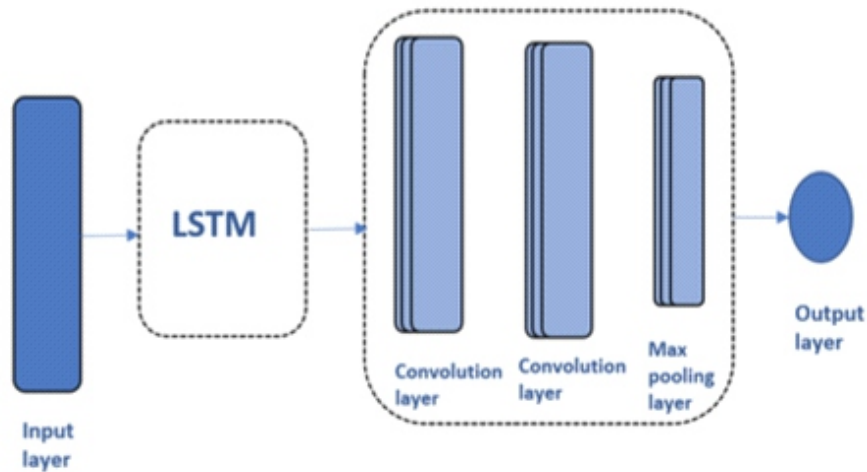 LSTM
Input
layer
Convolution
layer
Convolution
layer
Max
pooling
layer
Output
layer